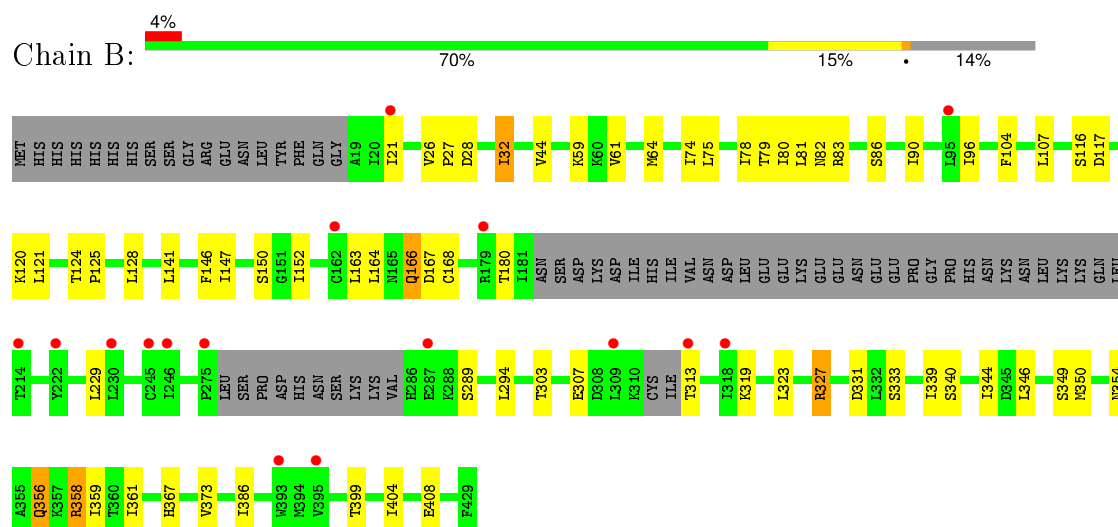 4%
Chain B:
70% 15% • 14%
MET HIS HIS HIS HIS HIS HIS SER SER GLY ARG GLU ASN LEU TYR PHE GLN GLY A19 I20 I21 V26 P27 D28 I32 V44 K59 K60 V61 M64 I74 L75 I78 T79 I80 L81 N82 R83 S86 I90 L95 I96 F104 L107 S116 D117
K120 L121 T124 P125 L128 L141 F146 I147 S150 G151 I152 C162 L163 L164 N165 Q166 D167 C168 R179 T180 I181 ASN SER ASP LYS ASP ILE HIS ILE VAL ASN ASP LEU GLU GLU LYS GLU GLU ASN GLU GLU PRO GLY PRO HIS ASN LYS ASN LEU LYS LYS GLN LEU
T214 Y222 L229 L230 C245 I246 P275 LEU SER PRO ASP HIS ASN SER LYS LYS VAL H286 E287 K288 S289 L294 T303 E307 D308 L309 K310 CYS ILE T313 I318 K319 L323 R327 D331 L332 S333 I339 S340 I344 D345 L346 S349 M350 N354
A355 Q356 K357 R358 I359 T360 I361 H367 V373 I386 W393 M394 V395 T399 I404 E408 F429